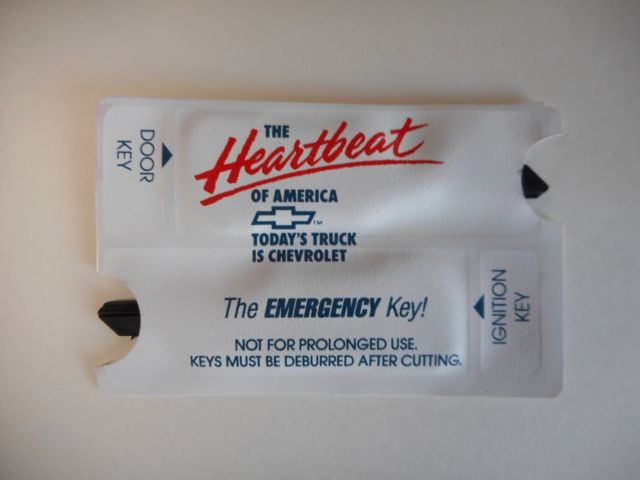 DOOR
KEY
THE
Heartbeat
OF AMERICA
TM
TODAY'S TRUCK
IS CHEVROLET
The EMERGENCY Key!
NOT FOR PROLONGED USE.
KEYS MUST BE DEBURRED AFTER CUTTING.
IGNITION
KEY